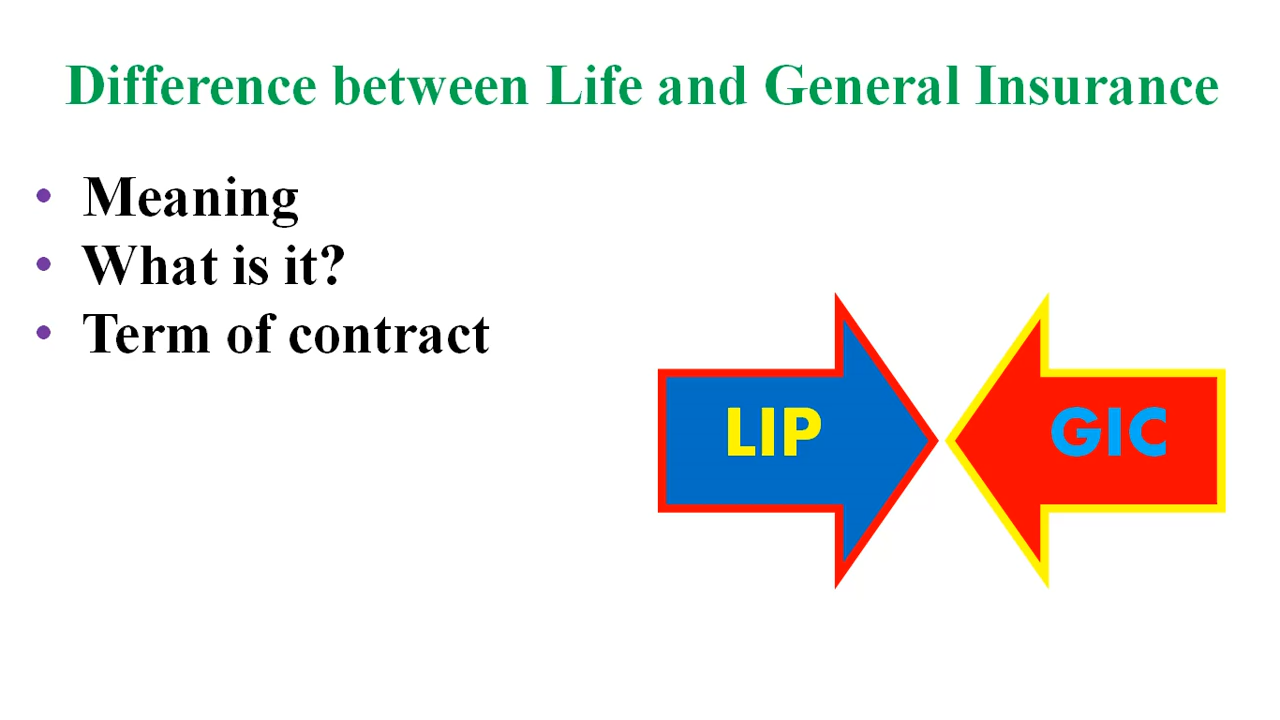 Difference between Life and General Insurance
• Meaning
• What is it?
• Term of contract
LIP
GIC